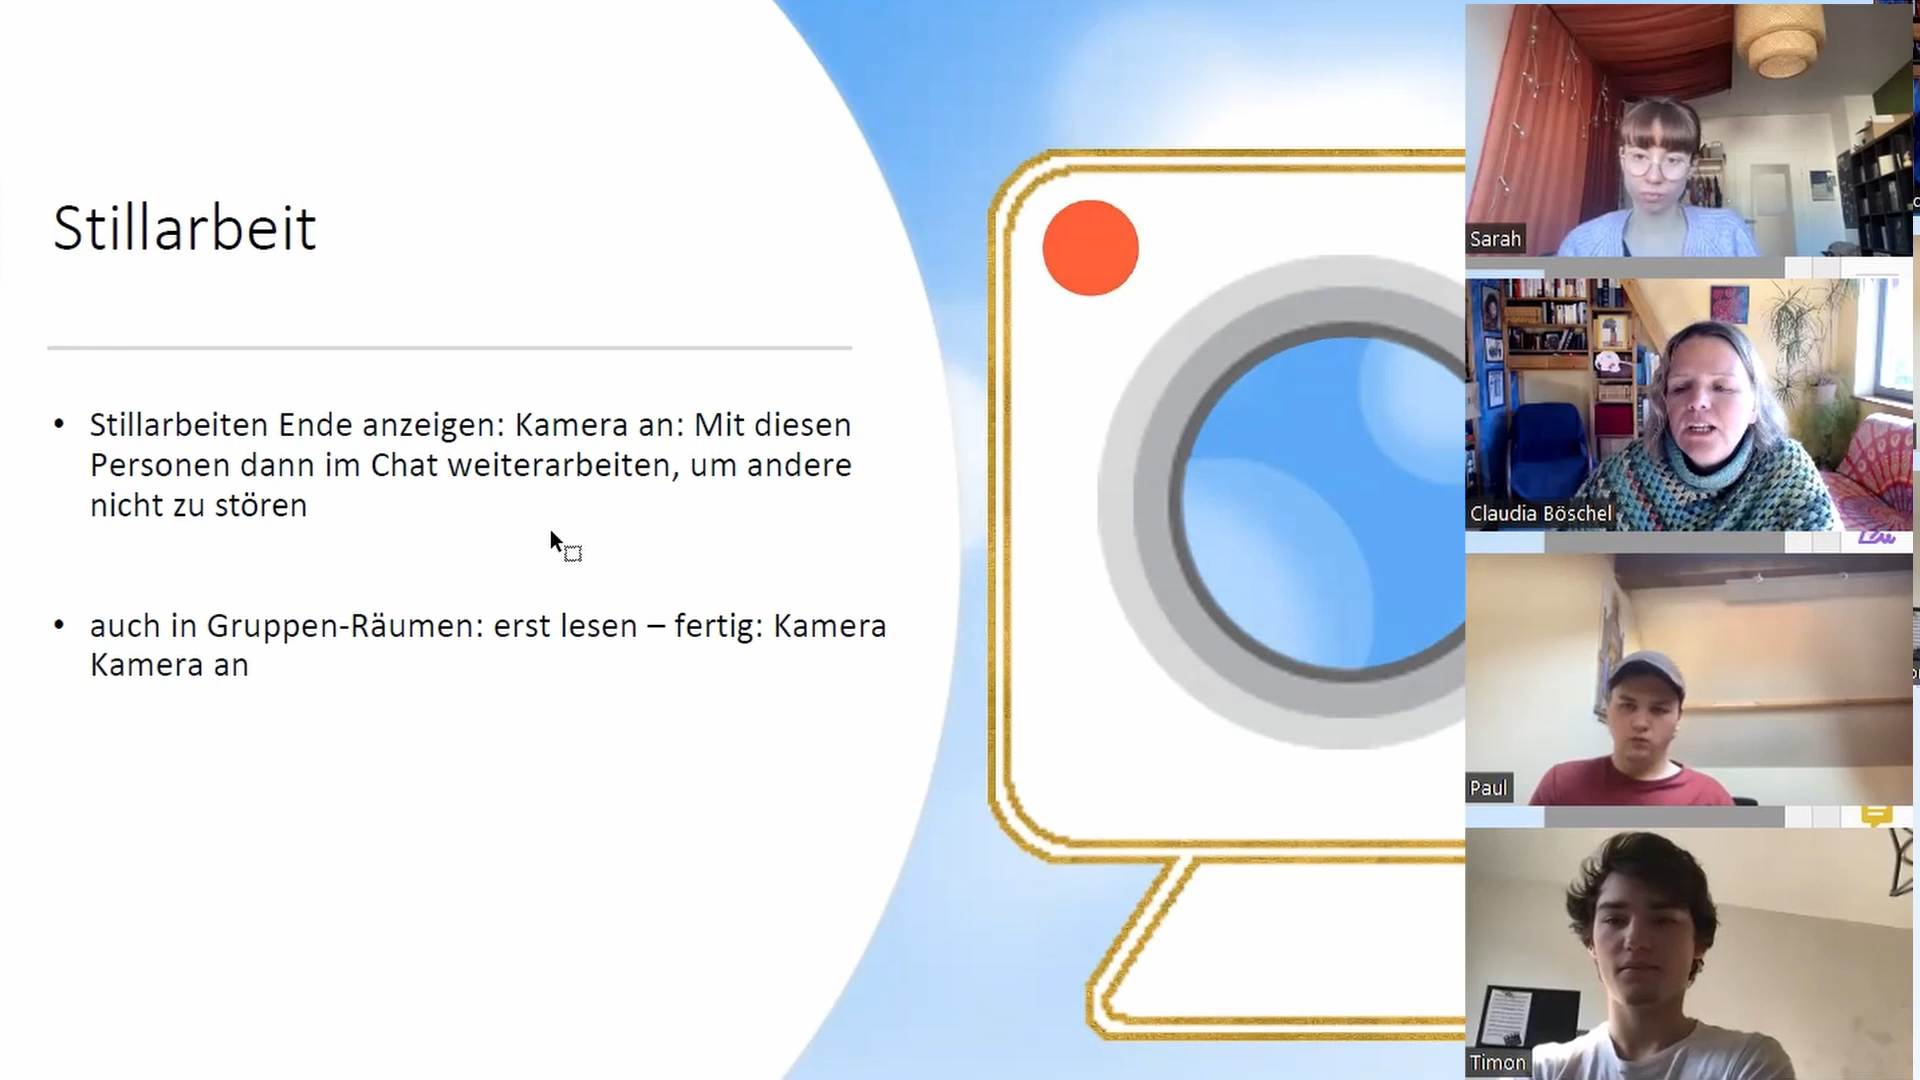 Stillarbeit
• Stillarbeiten Ende anzeigen: Kamera an: Mit diesen
Personen dann im Chat weiterarbeiten, um andere
nicht zu stören
• auch in Gruppen-Räumen: erst lesen – fertig: Kamera
Kamera an
Sarah
Claudia Böschel
Paul
Timon